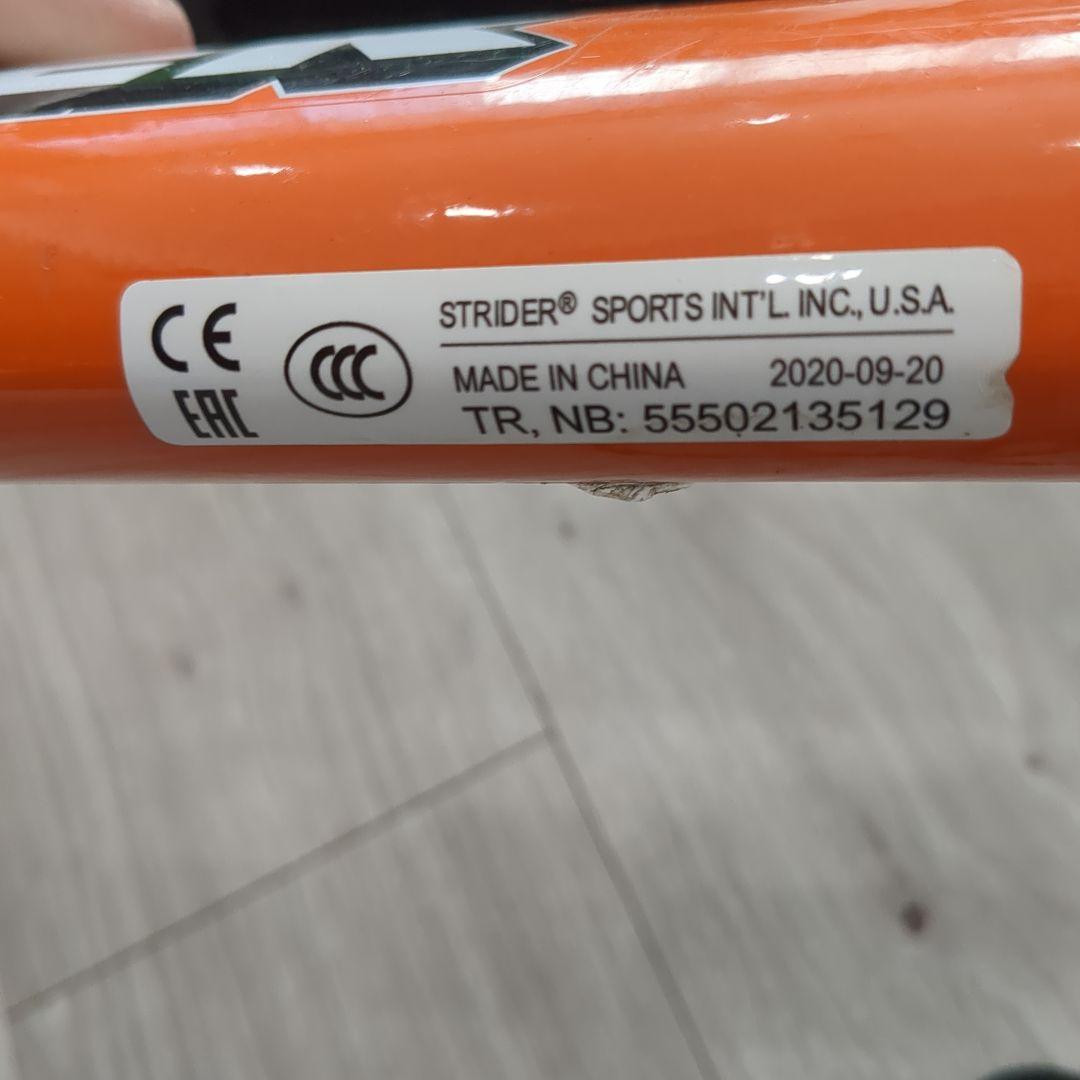 CE
EAC
CCC
STRIDER® SPORTS INT'L. INC., U.S.A.
MADE IN CHINA 2020-09-20
TR, NB: 55502135129